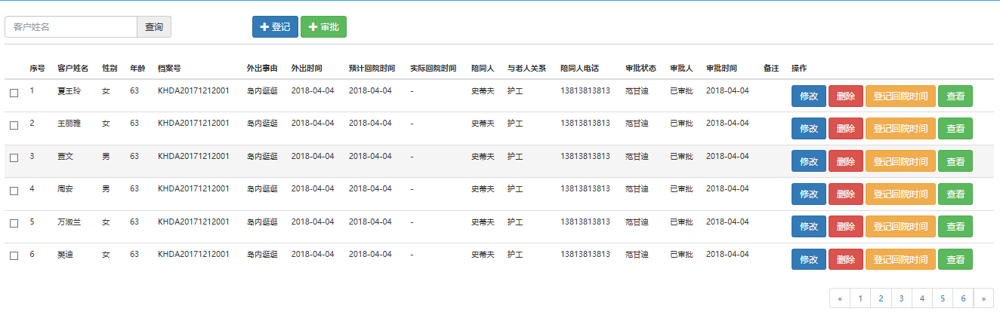 客户姓名 查询 登记 审批
序号 客户姓名 性别 年龄 档案号 外出事由 外出时间 预计回院时间 实际回院时间 陪同人 与老人关系 陪同人电话 审批状态 审批人 审批时间 备注 操作
1 夏王玲 女 63 KHDA20171212001 岛内逛逛 2018-04-04 2018-04-04 - 史蒂夫 护工 13813813813 范甘迪 已审批 2018-04-04 修改 删除 登记回院时间 查看
2 王丽雅 女 63 KHDA20171212001 岛内逛逛 2018-04-04 2018-04-04 - 史蒂夫 护工 13813813813 范甘迪 已审批 2018-04-04 修改 删除 登记回院时间 查看
3 贾文 男 63 KHDA20171212001 岛内逛逛 2018-04-04 2018-04-04 - 史蒂夫 护工 13813813813 范甘迪 已审批 2018-04-04 修改 删除 登记回院时间 查看
4 周安 男 63 KHDA20171212001 岛内逛逛 2018-04-04 2018-04-04 - 史蒂夫 护工 13813813813 范甘迪 已审批 2018-04-04 修改 删除 登记回院时间 查看
5 万淑兰 女 63 KHDA20171212001 岛内逛逛 2018-04-04 2018-04-04 - 史蒂夫 护工 13813813813 范甘迪 已审批 2018-04-04 修改 删除 登记回院时间 查看
6 樊迪 女 63 KHDA20171212001 岛内逛逛 2018-04-04 2018-04-04 - 史蒂夫 护工 13813813813 范甘迪 已审批 2018-04-04 修改 删除 登记回院时间 查看
« 1 2 3 4 5 6 »